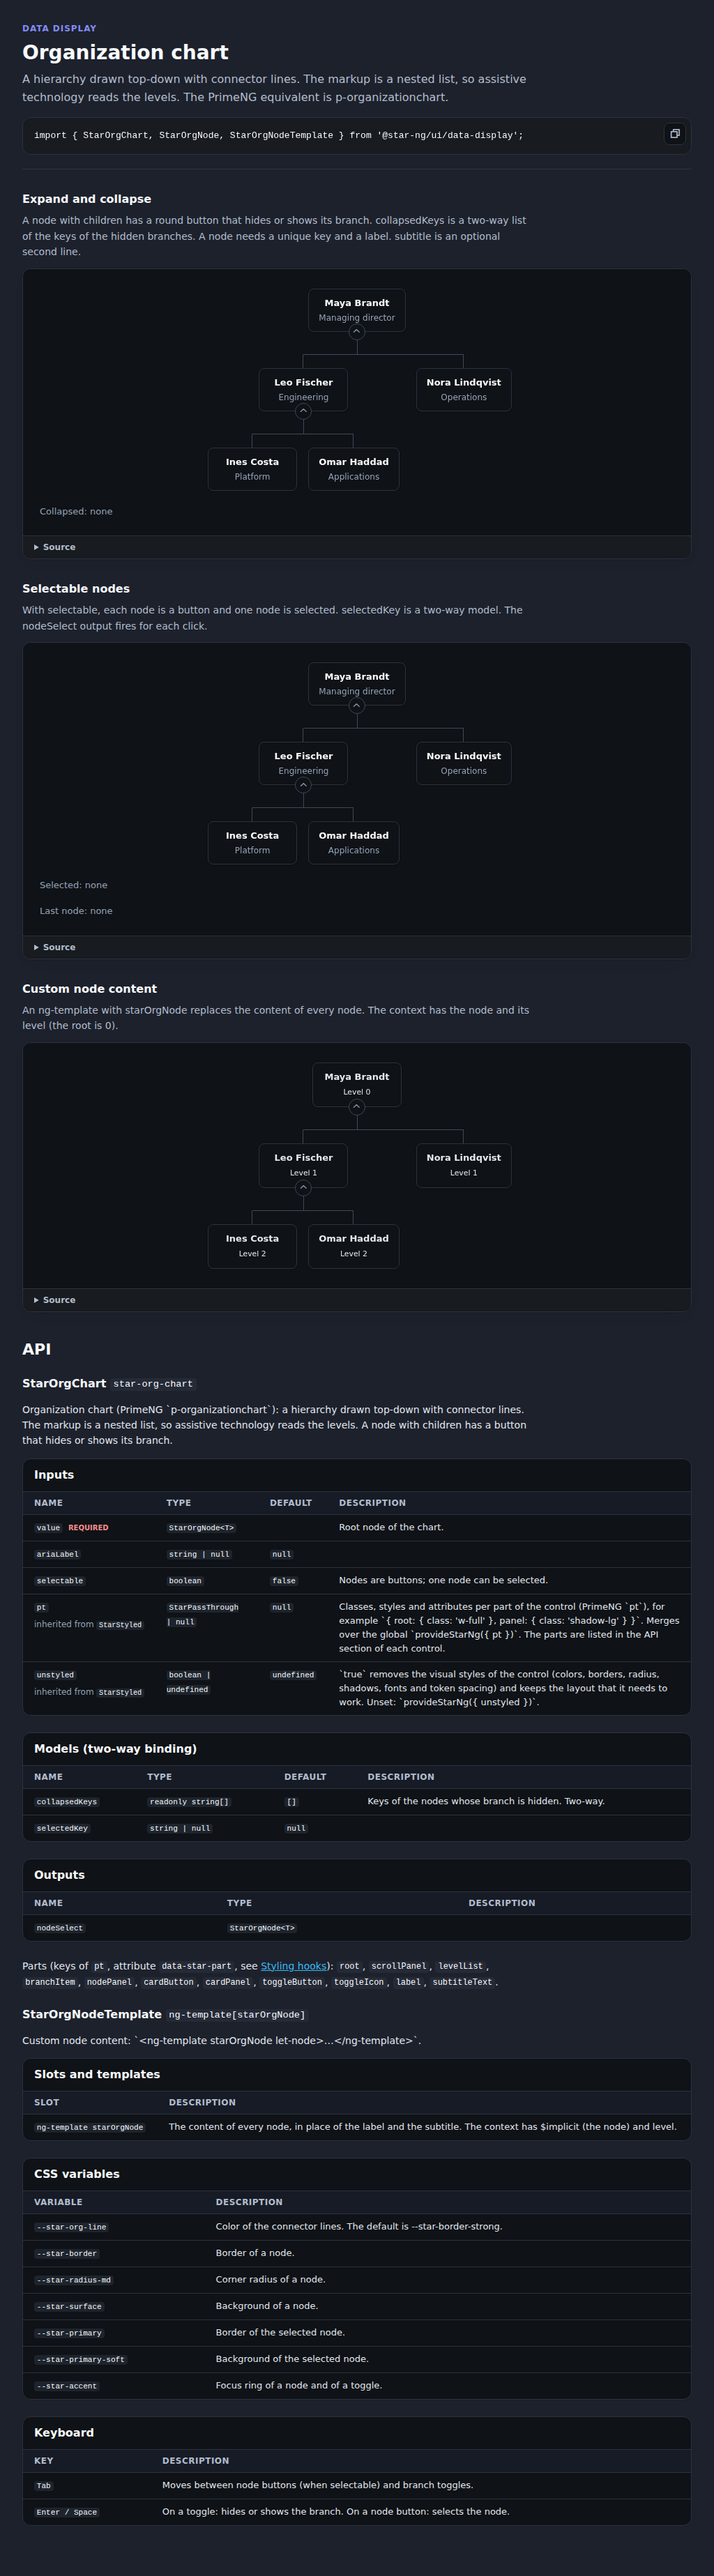 DATA DISPLAY
Organization chart
A hierarchy drawn top-down with connector lines. The markup is a nested list, so assistive
technology reads the levels. The PrimeNG equivalent is p-organizationchart.
import { StarOrgChart, StarOrgNode, StarOrgNodeTemplate } from '@star-ng/ui/data-display';
Expand and collapse
A node with children has a round button that hides or shows its branch. collapsedKeys is a two-way list
of the keys of the hidden branches. A node needs a unique key and a label. subtitle is an optional
second line.
Maya Brandt
Managing director
Leo Fischer
Engineering
Nora Lindqvist
Operations
Ines Costa
Platform
Omar Haddad
Applications
Collapsed: none
Source
Selectable nodes
With selectable, each node is a button and one node is selected. selectedKey is a two-way model. The
nodeSelect output fires for each click.
Maya Brandt
Managing director
Leo Fischer
Engineering
Nora Lindqvist
Operations
Ines Costa
Platform
Omar Haddad
Applications
Selected: none
Last node: none
Source
Custom node content
An ng-template with starOrgNode replaces the content of every node. The context has the node and its
level (the root is 0).
Maya Brandt
Level 0
Leo Fischer
Level 1
Nora Lindqvist
Level 1
Ines Costa
Level 2
Omar Haddad
Level 2
Source
API
StarOrgChart star-org-chart
Organization chart (PrimeNG `p-organizationchart`): a hierarchy drawn top-down with connector lines.
The markup is a nested list, so assistive technology reads the levels. A node with children has a button
that hides or shows its branch.
Inputs
NAME TYPE DEFAULT DESCRIPTION
value REQUIRED StarOrgNode<T> Root node of the chart.
ariaLabel string | null null
selectable boolean false Nodes are buttons; one node can be selected.
pt StarPassThrough null Classes, styles and attributes per part of the control (PrimeNG `pt`), for
inherited from StarStyled | null example `{ root: { class: 'w-full' }, panel: { class: 'shadow-lg' } }`. Merges
over the global `provideStarNg({ pt })`. The parts are listed in the API
section of each control.
unstyled boolean | undefined `true` removes the visual styles of the control (colors, borders, radius,
inherited from StarStyled undefined shadows, fonts and token spacing) and keeps the layout that it needs to
work. Unset: `provideStarNg({ unstyled })`.
Models (two-way binding)
NAME TYPE DEFAULT DESCRIPTION
collapsedKeys readonly string[] [] Keys of the nodes whose branch is hidden. Two-way.
selectedKey string | null null
Outputs
NAME TYPE DESCRIPTION
nodeSelect StarOrgNode<T>
Parts (keys of pt, attribute data-star-part, see Styling hooks): root, scrollPanel, levelList,
branchItem, nodePanel, cardButton, cardPanel, toggleButton, toggleIcon, label, subtitleText.
StarOrgNodeTemplate ng-template[starOrgNode]
Custom node content: `<ng-template starOrgNode let-node>…</ng-template>`.
Slots and templates
SLOT DESCRIPTION
ng-template starOrgNode The content of every node, in place of the label and the subtitle. The context has $implicit (the node) and level.
CSS variables
VARIABLE DESCRIPTION
--star-org-line Color of the connector lines. The default is --star-border-strong.
--star-border Border of a node.
--star-radius-md Corner radius of a node.
--star-surface Background of a node.
--star-primary Border of the selected node.
--star-primary-soft Background of the selected node.
--star-accent Focus ring of a node and of a toggle.
Keyboard
KEY DESCRIPTION
Tab Moves between node buttons (when selectable) and branch toggles.
Enter / Space On a toggle: hides or shows the branch. On a node button: selects the node.